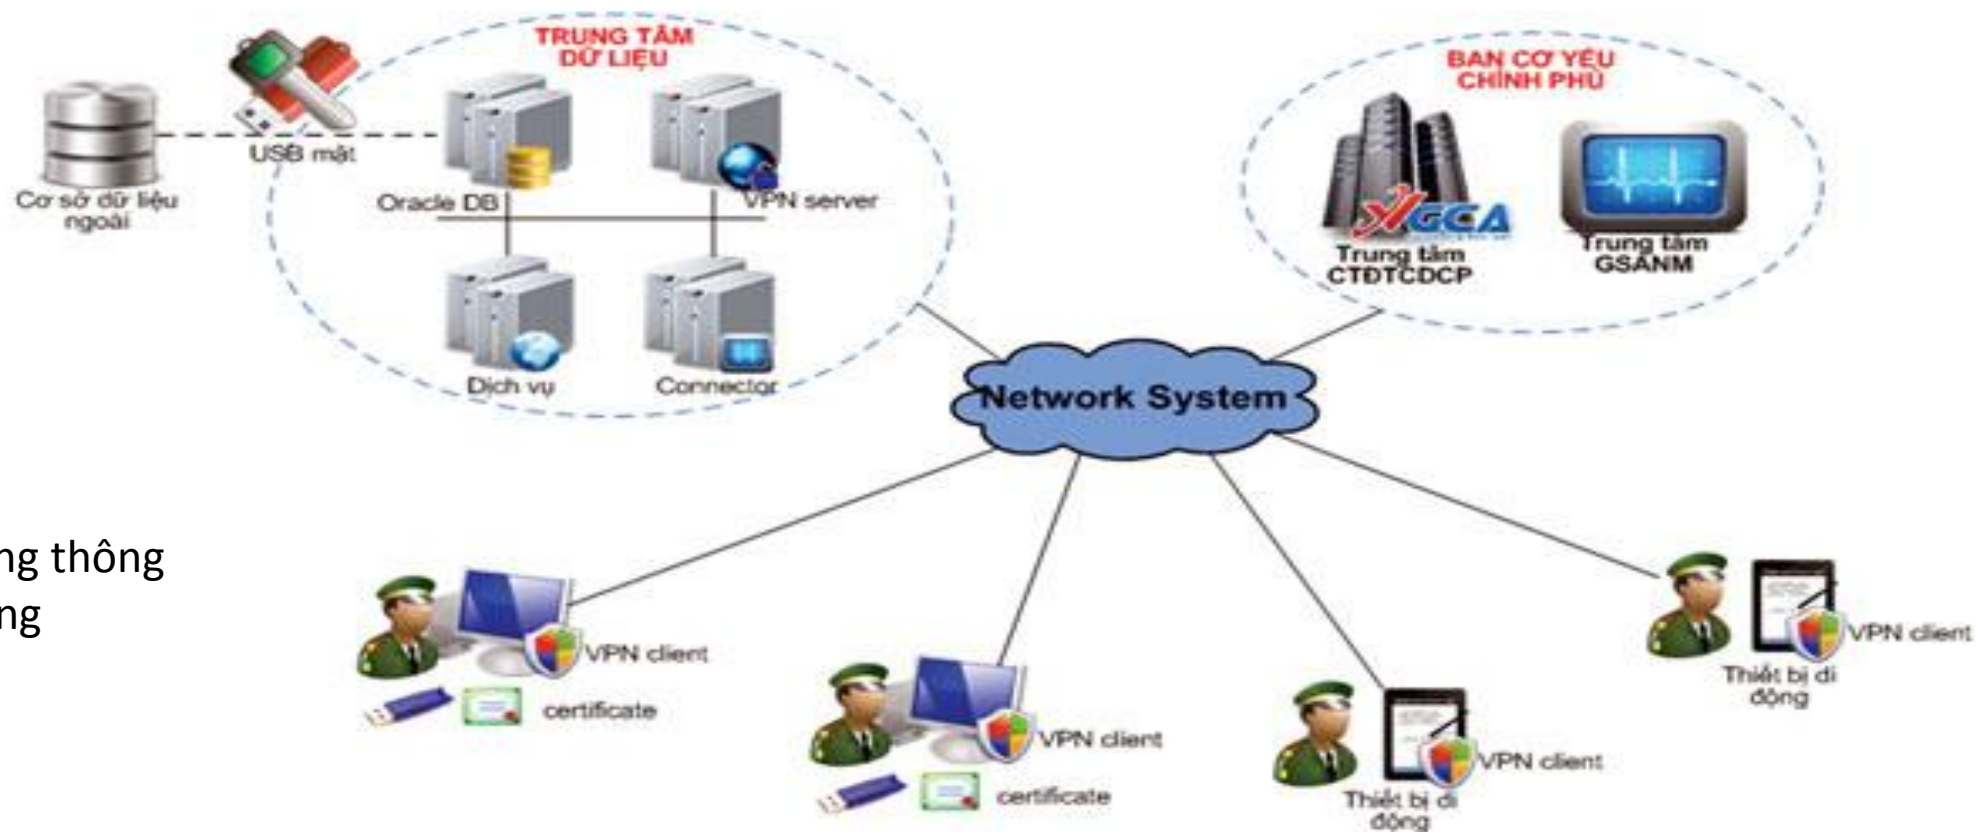 TRUNG TÂM
DỮ LIỆU
USB mật
Cơ sở dữ liệu
ngoài
Oracle DB
VPN server
Dịch vụ
Connector
BAN CƠ YẾU
CHÍNH PHỦ
GCA
Trung tâm
CTĐTCDCP
Trung tâm
GSANM
Network System
ng thông
ng
VPN client
certificate
VPN client
certificate
VPN client
Thiết bị di
động
VPN client
Thiết bị di
động